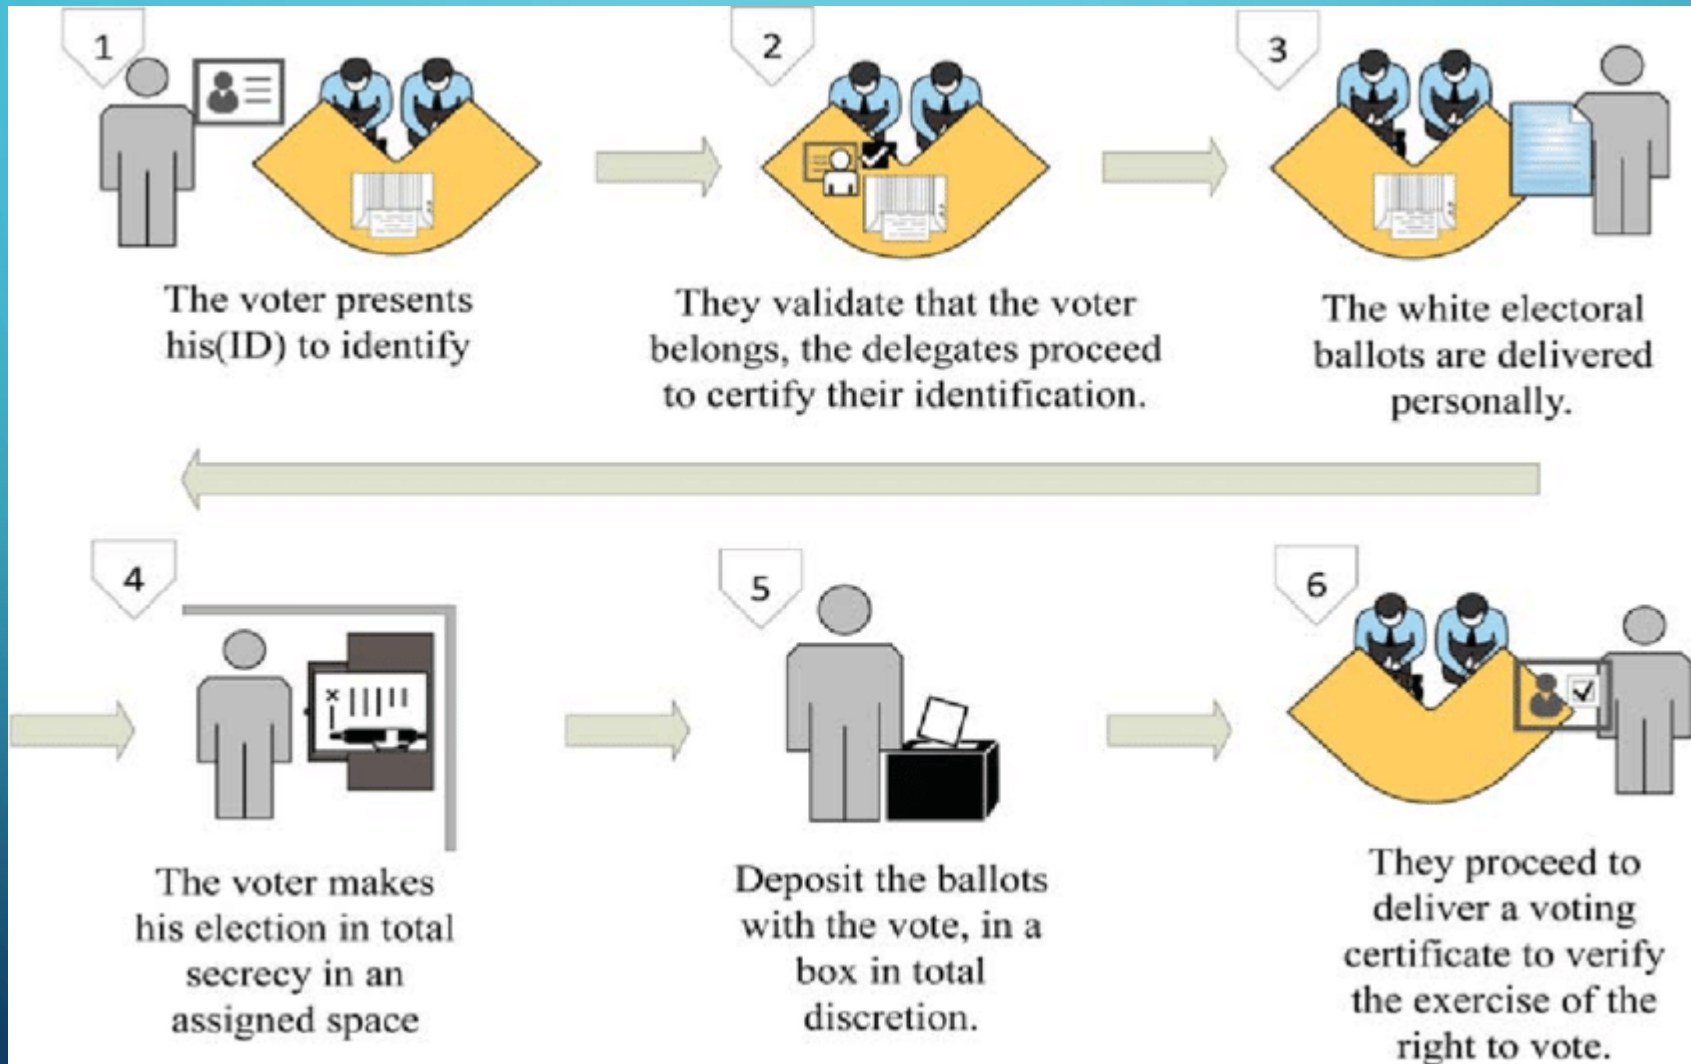 1
The voter presents
his(ID) to identify
2
They validate that the voter
belongs, the delegates proceed
to certify their identification.
3
The white electoral
ballots are delivered
personally.
4
The voter makes
his election in total
secrecy in an
assigned space
5
Deposit the ballots
with the vote, in a
box in total
discretion.
6
They proceed to
deliver a voting
certificate to verify
the exercise of the
right to vote.